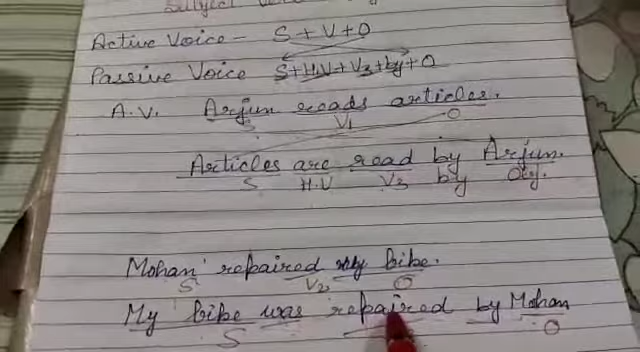 Subject
Active Voice - S + V + O
Passive Voice S + H.V + V3 + by + O
A.V. Arjun reads articles.
S V1 O
Articles are read by Arjun.
S H.V V3 by Obj.
Mohan repaired my bike.
S V2 O
My bike was repaired by Mohan
S O